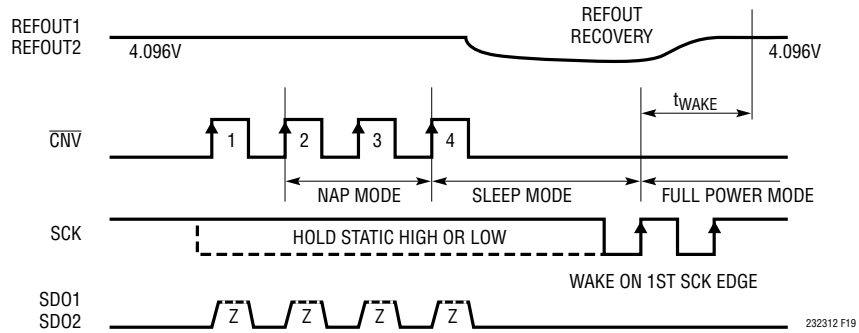 REFOUT1
REFOUT2
4.096V
REFOUT
RECOVERY
4.096V
tWAKE
CNV
1
2
3
4
NAP MODE
SLEEP MODE
FULL POWER MODE
SCK
HOLD STATIC HIGH OR LOW
WAKE ON 1ST SCK EDGE
SDO1
SDO2
Z
Z
Z
Z
232312 F19